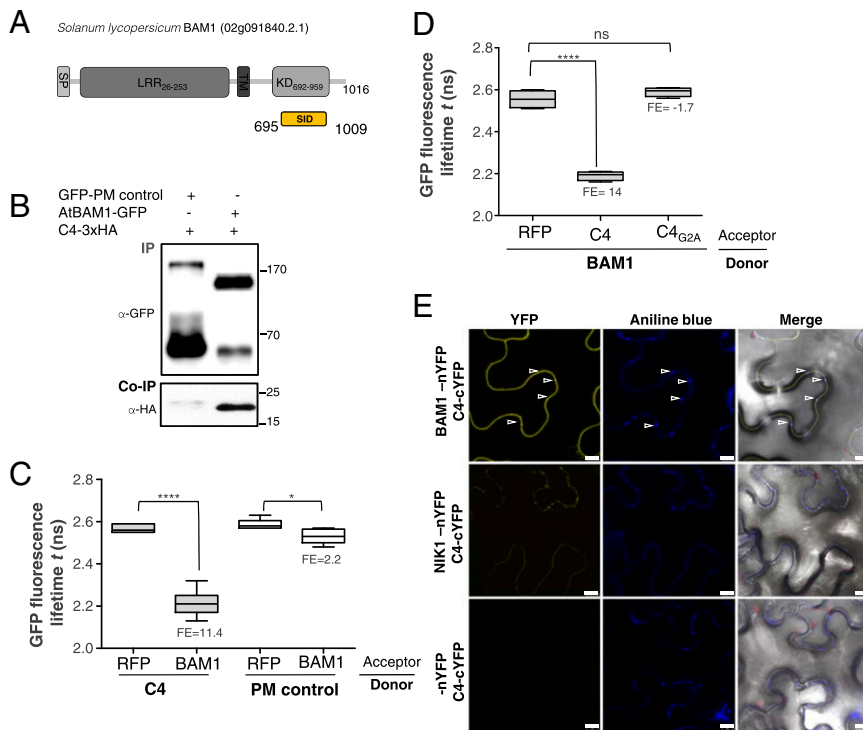 A
Solanum lycopersicum BAM1 (02g091840.2.1)
SP
LRR26-253
TM
KD692-959
1016
SID
695
1009
B
GFP-PM control + -
AtBAM1-GFP - +
C4-3xHA + +
IP
170
α-GFP
70
Co-IP
25
α-HA
15
C
GFP fluorescence
lifetime t (ns)
2.8
2.6
2.4
2.2
2.0
****
*
FE=11.4
FE=2.2
RFP BAM1 RFP BAM1 Acceptor
C4 PM control Donor
D
GFP fluorescence
lifetime t (ns)
2.8
2.6
2.4
2.2
2.0
ns
****
FE= -1.7
FE= 14
RFP C4 C4G2A Acceptor
BAM1 Donor
E
YFP Aniline blue Merge
BAM1 –nYFP
C4-cYFP
NIK1 –nYFP
C4-cYFP
-nYFP
C4-cYFP